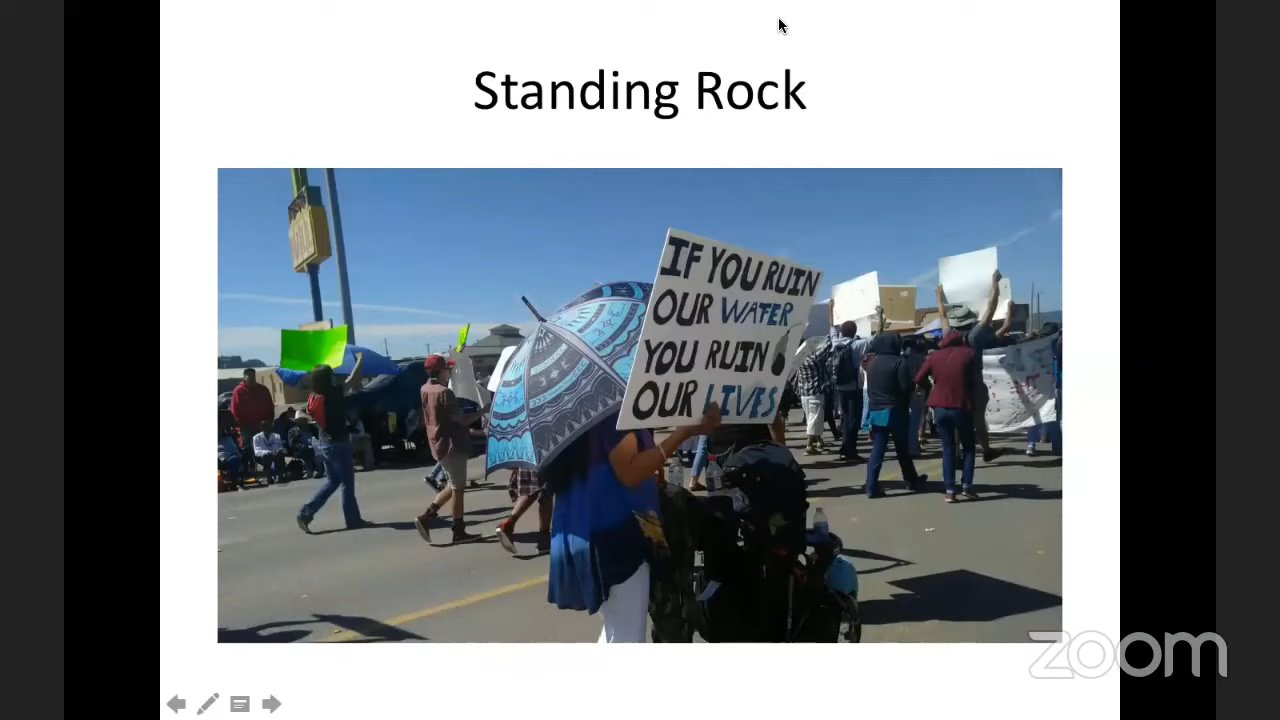 Standing Rock
IF YOU RUIN
OUR WATER
YOU RUIN
OUR LIVES
zoom